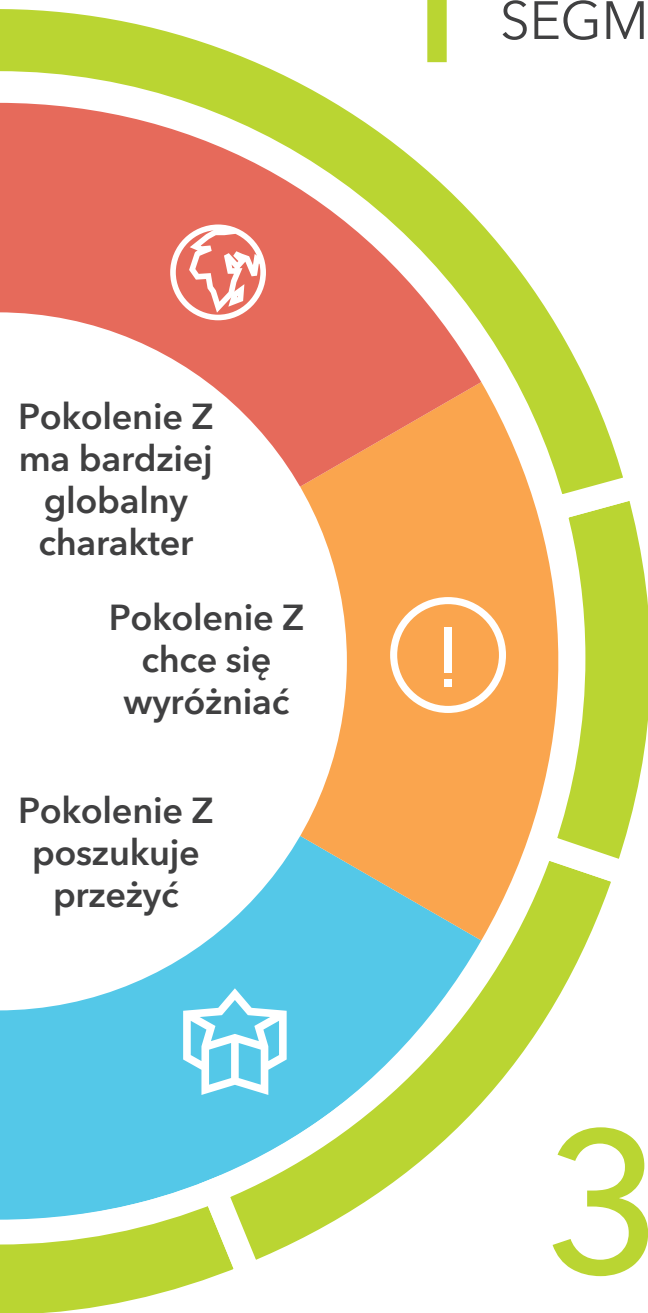 SEGM
Pokolenie Z
ma bardziej
globalny
charakter
Pokolenie Z
chce się
wyróżniać
Pokolenie Z
poszukuje
przeżyć
3